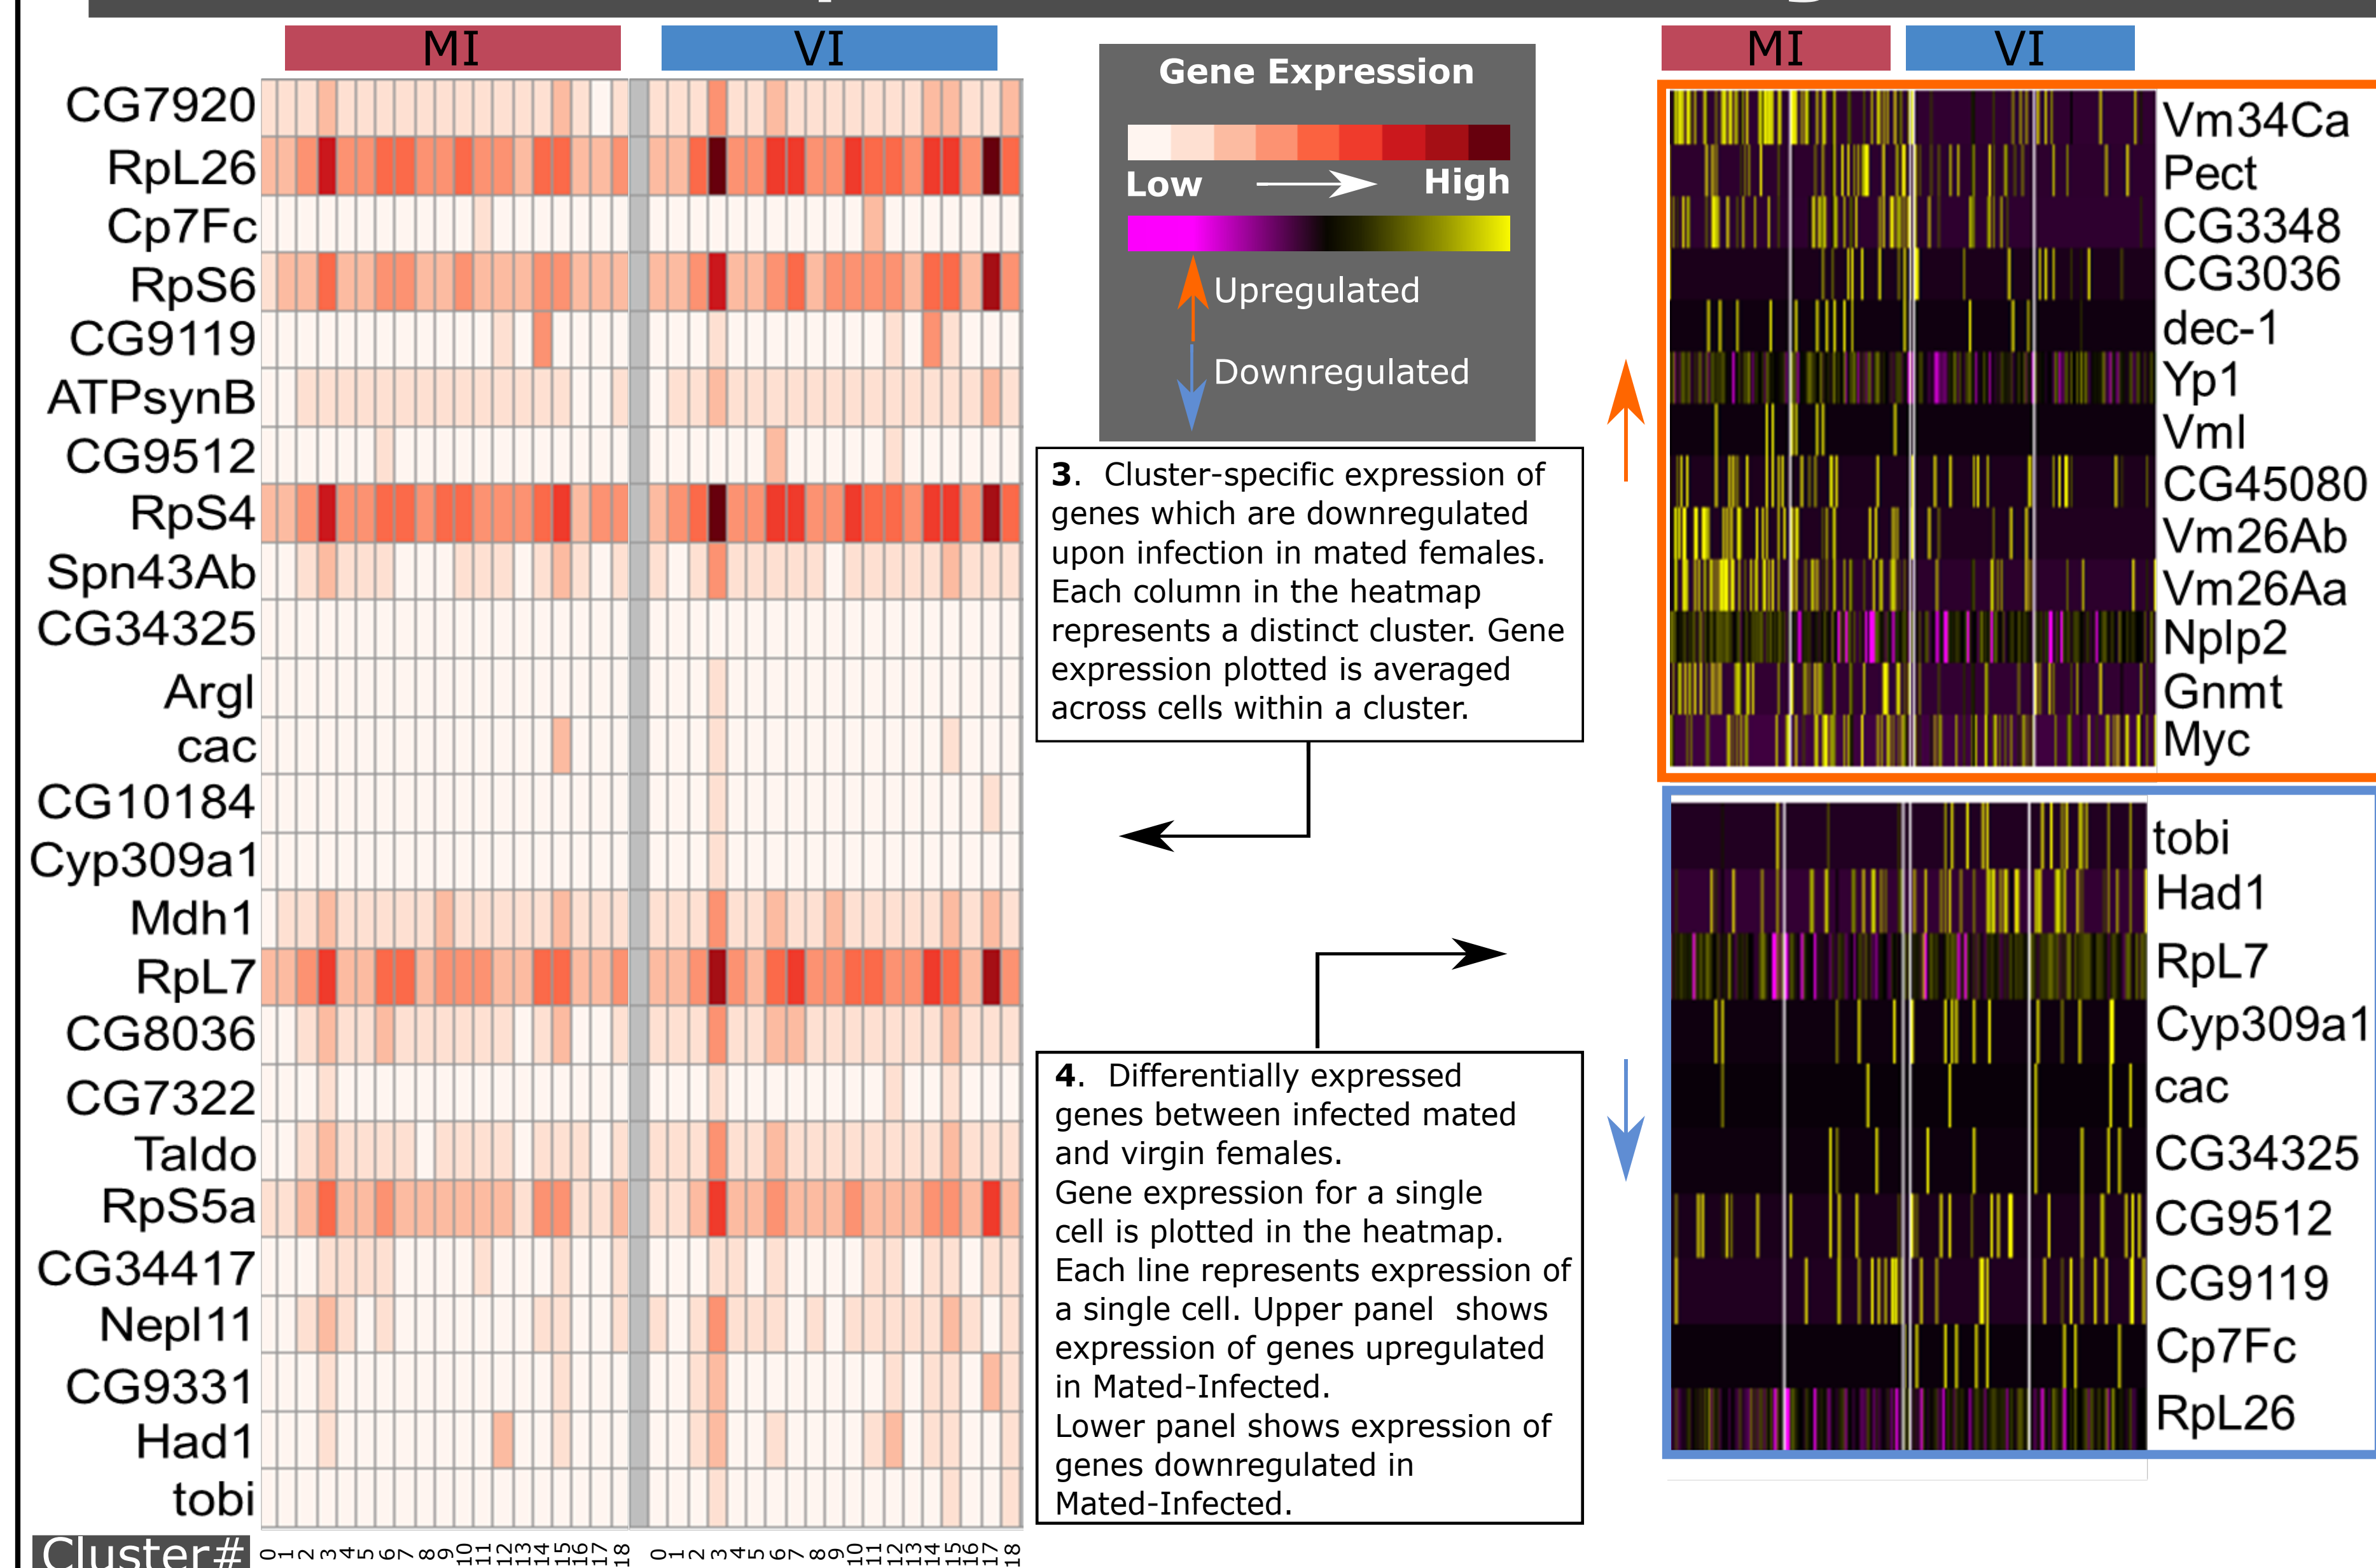 MI
VI
CG7920
RpL26
Cp7Fc
RpS6
CG9119
ATPsynB
CG9512
RpS4
Spn43Ab
CG34325
Argl
cac
CG10184
Cyp309a1
Mdh1
RpL7
CG8036
CG7322
Taldo
RpS5a
CG34417
Nepl11
CG9331
Had1
tobi
Cluster#
0 1 2 3 4 5 6 7 8 9 10 11 12 13 14 15 16 17 18
0 1 2 3 4 5 6 7 8 9 10 11 12 13 14 15 16 17 18
Gene Expression
Low
High
Upregulated
Downregulated
3. Cluster-specific expression of
genes which are downregulated
upon infection in mated females.
Each column in the heatmap
represents a distinct cluster. Gene
expression plotted is averaged
across cells within a cluster.
4. Differentially expressed
genes between infected mated
and virgin females.
Gene expression for a single
cell is plotted in the heatmap.
Each line represents expression of
a single cell. Upper panel shows
expression of genes upregulated
in Mated-Infected.
Lower panel shows expression of
genes downregulated in
Mated-Infected.
MI
VI
Vm34Ca
Pect
CG3348
CG3036
dec-1
Yp1
Vml
CG45080
Vm26Ab
Vm26Aa
Nplp2
Gnmt
Myc
tobi
Had1
RpL7
Cyp309a1
cac
CG34325
CG9512
CG9119
Cp7Fc
RpL26